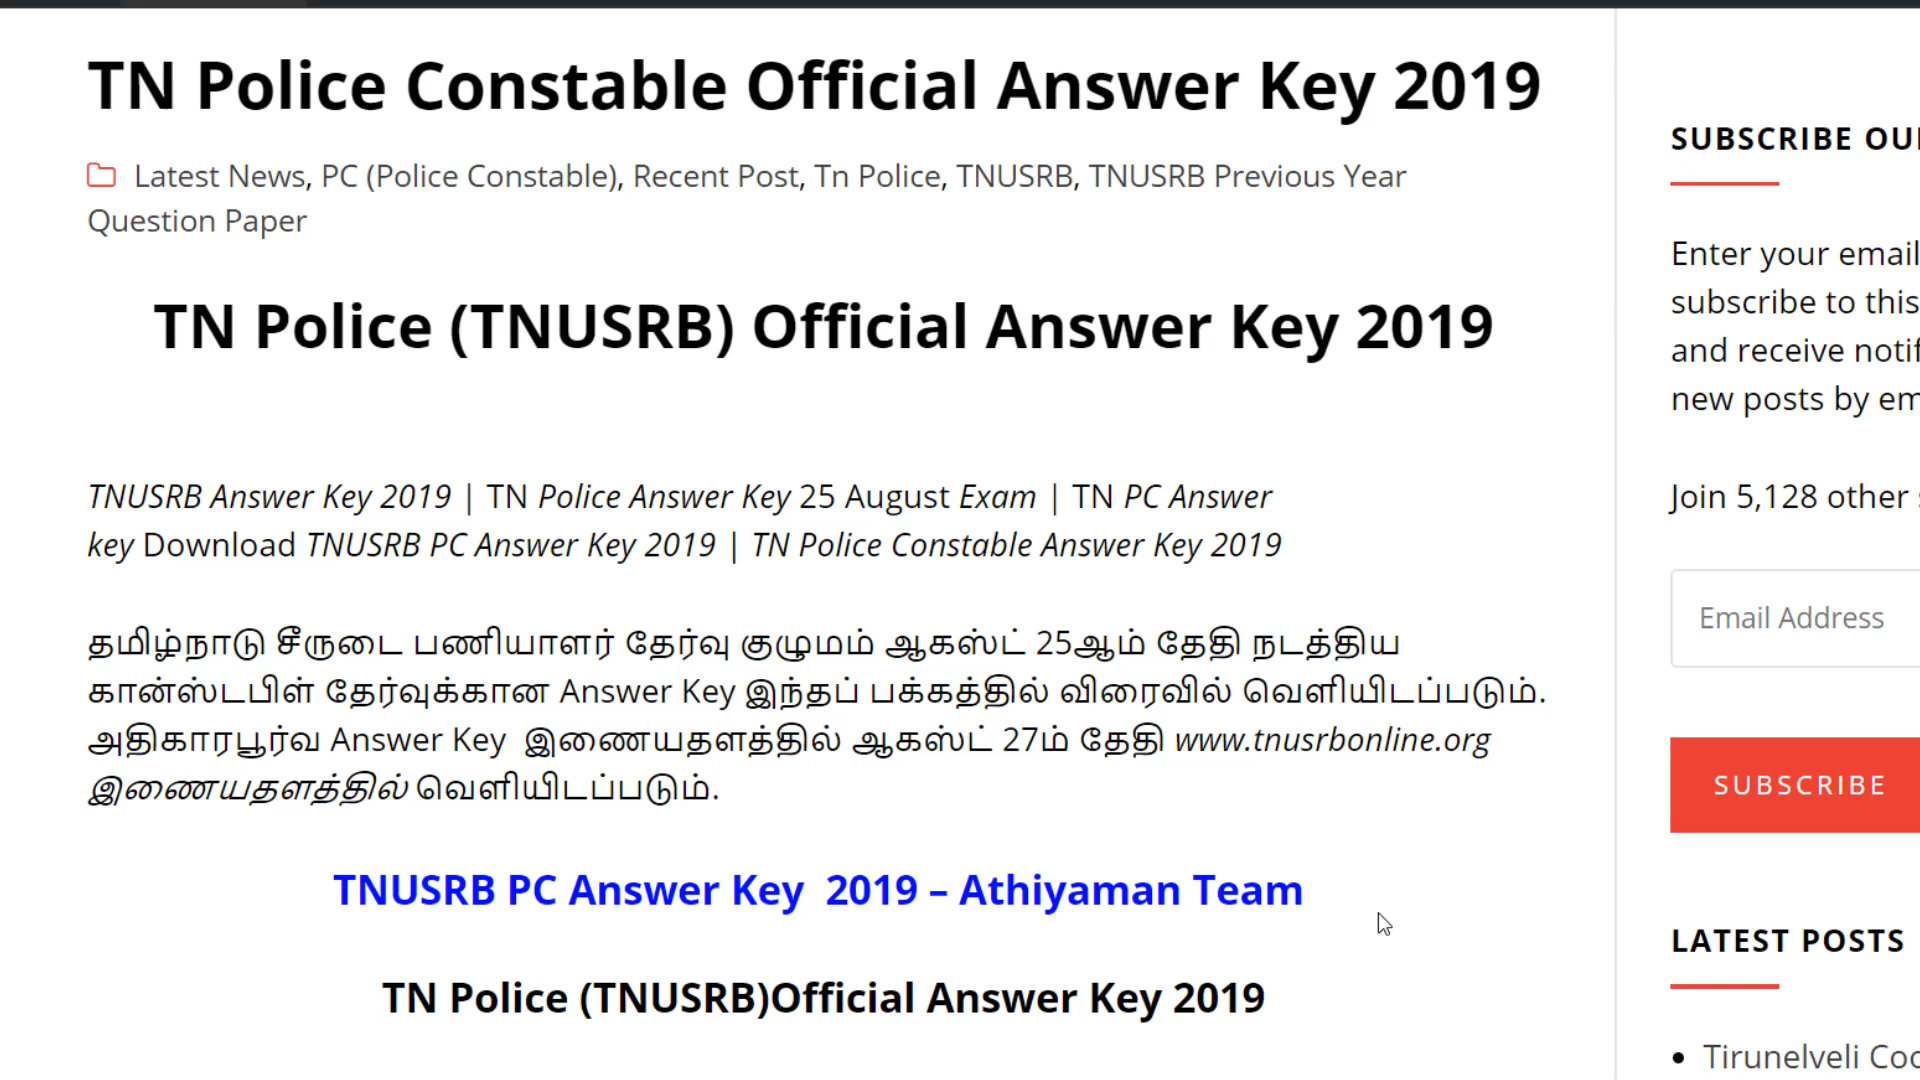 TN Police Constable Official Answer Key 2019
Latest News, PC (Police Constable), Recent Post, Tn Police, TNUSRB, TNUSRB Previous Year
Question Paper
TN Police (TNUSRB) Official Answer Key 2019
TNUSRB Answer Key 2019 | TN Police Answer Key 25 August Exam | TN PC Answer
key Download TNUSRB PC Answer Key 2019 | TN Police Constable Answer Key 2019
தமிழ்நாடு சீருடை பணியாளர் தேர்வு குழுமம் ஆகஸ்ட் 25ஆம் தேதி நடத்திய
கான்ஸ்டபிள் தேர்வுக்கான Answer Key இந்தப் பக்கத்தில் விரைவில் வெளியிடப்படும்.
அதிகாரபூர்வ Answer Key இணையதளத்தில் ஆகஸ்ட் 27ம் தேதி www.tnusrbonline.org
இணையதளத்தில் வெளியிடப்படும்.
TNUSRB PC Answer Key 2019 – Athiyaman Team
TN Police (TNUSRB)Official Answer Key 2019
SUBSCRIBE OU
Enter your email
subscribe to this
and receive notif
new posts by em
Join 5,128 other
Email Address
SUBSCRIBE
LATEST POSTS
Tirunelveli Coo